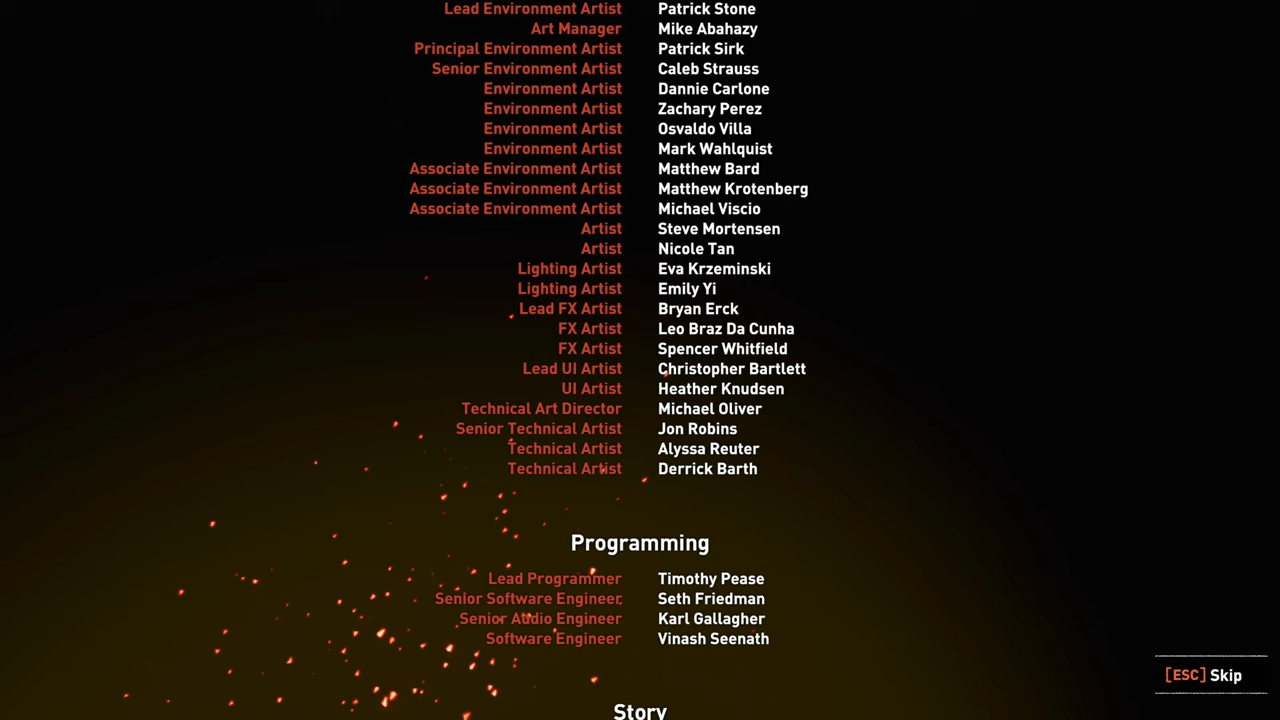 Lead Environment Artist Patrick Stone
Art Manager Mike Abahazy
Principal Environment Artist Patrick Sirk
Senior Environment Artist Caleb Strauss
Environment Artist Dannie Carlone
Environment Artist Zachary Perez
Environment Artist Osvaldo Villa
Environment Artist Mark Wahlquist
Associate Environment Artist Matthew Bard
Associate Environment Artist Matthew Krotenberg
Associate Environment Artist Michael Viscio
Artist Steve Mortensen
Artist Nicole Tan
Lighting Artist Eva Krzeminski
Lighting Artist Emily Yi
Lead FX Artist Bryan Erck
FX Artist Leo Braz Da Cunha
FX Artist Spencer Whitfield
Lead UI Artist Christopher Bartlett
UI Artist Heather Knudsen
Technical Art Director Michael Oliver
Senior Technical Artist Jon Robins
Technical Artist Alyssa Reuter
Technical Artist Derrick Barth
Programming
Lead Programmer Timothy Pease
Senior Software Engineer Seth Friedman
Senior Audio Engineer Karl Gallagher
Software Engineer Vinash Seenath
[ESC] Skip
Story